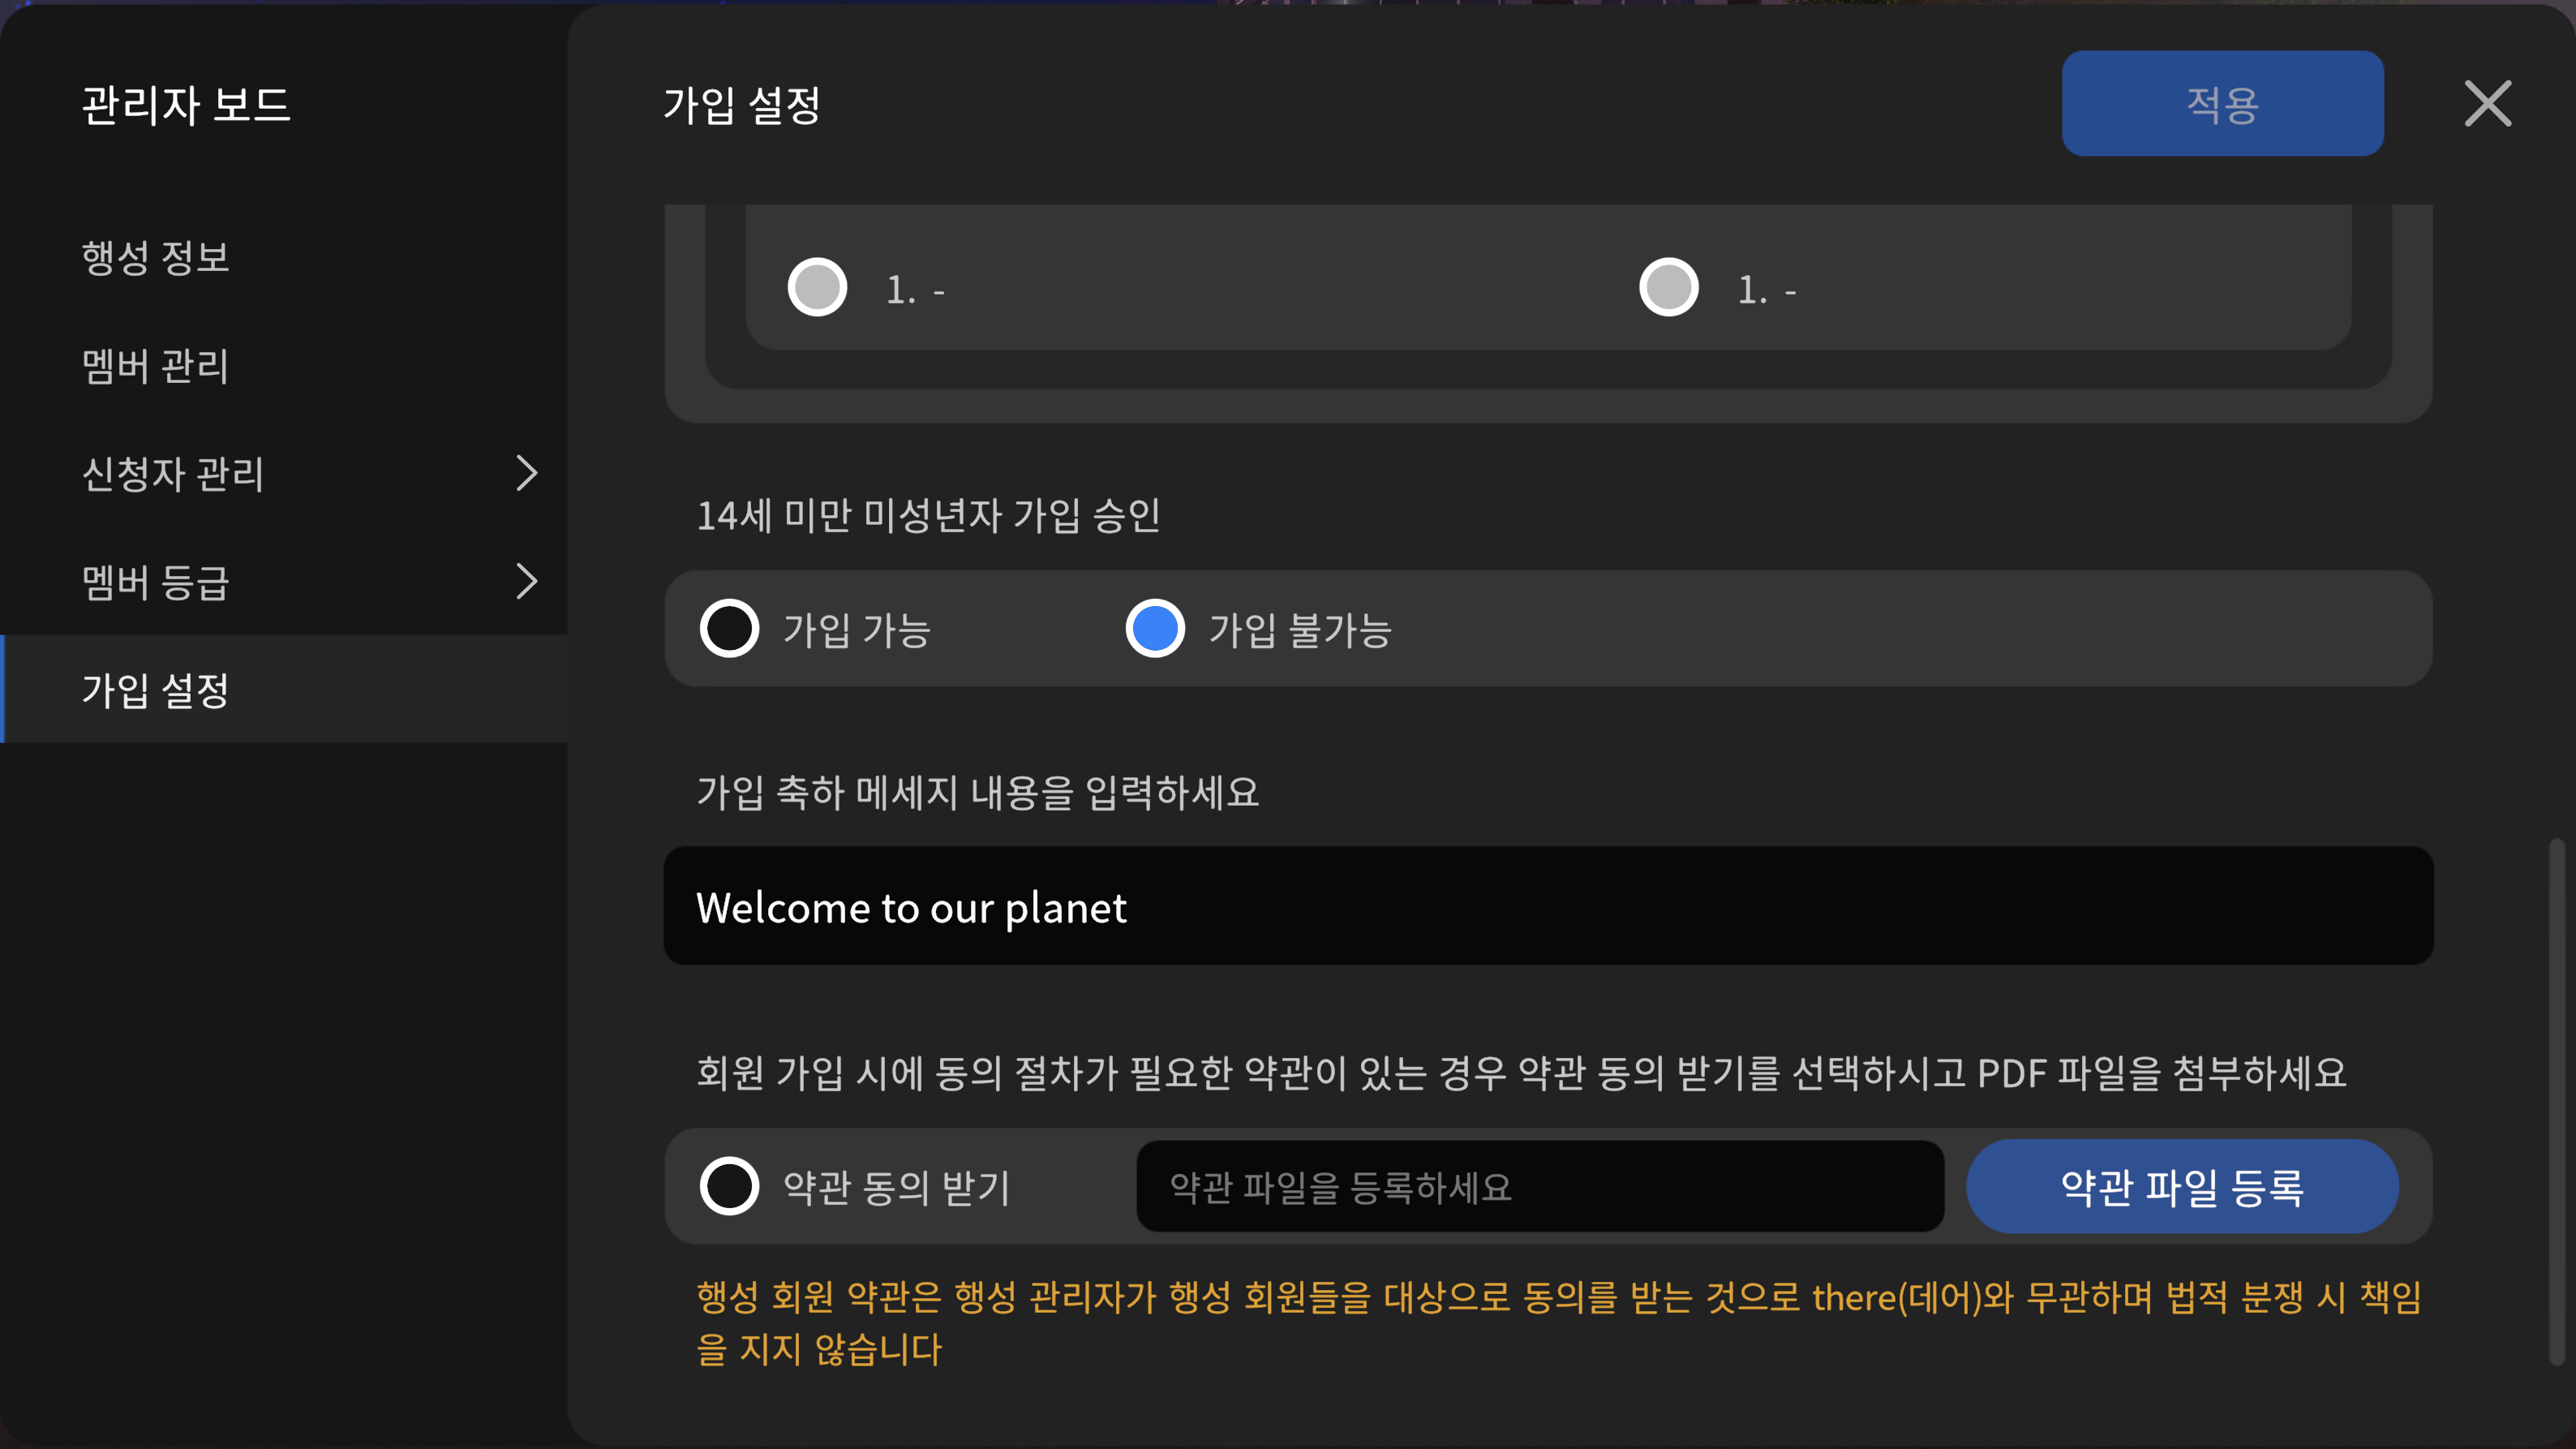 관리자 보드
행성 정보
멤버 관리
신청자 관리
멤버 등급
가입 설정
가입 설정
적용
1. -
1. -
14세 미만 미성년자 가입 승인
가입 가능
가입 불가능
가입 축하 메세지 내용을 입력하세요
Welcome to our planet
회원 가입 시에 동의 절차가 필요한 약관이 있는 경우 약관 동의 받기를 선택하시고 PDF 파일을 첨부하세요
약관 동의 받기
약관 파일을 등록하세요
약관 파일 등록
행성 회원 약관은 행성 관리자가 행성 회원들을 대상으로 동의를 받는 것으로 there(데어)와 무관하며 법적 분쟁 시 책임
을 지지 않습니다